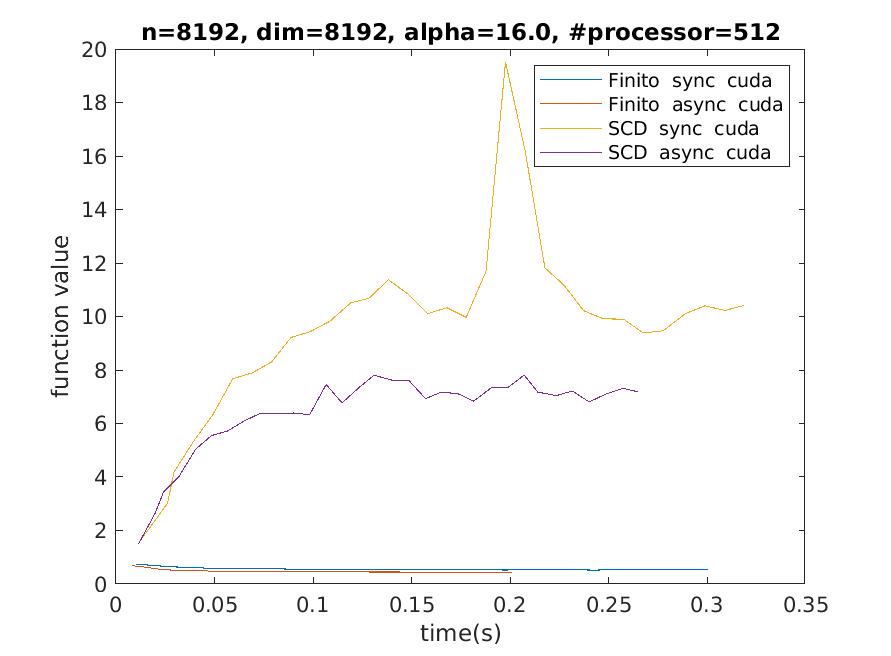 n=8192, dim=8192, alpha=16.0, #processor=512
20
18
16
14
12
10
8
6
4
2
0
function value
Finito sync cuda
Finito async cuda
SCD sync cuda
SCD async cuda
0 0.05 0.1 0.15 0.2 0.25 0.3 0.35
time(s)